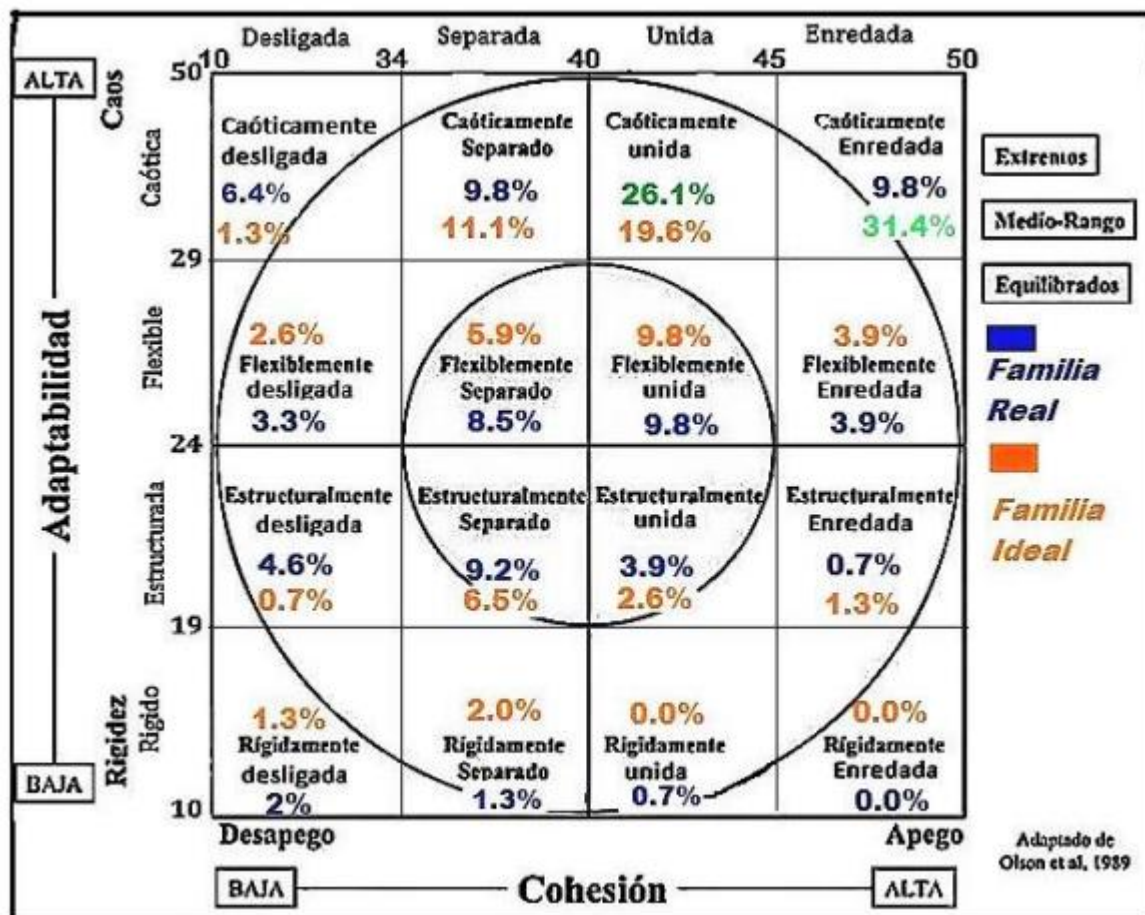 Desligada Separada Unida Enredada
10 34 40 45 50
ALTA
Caos
50
Caótica
Caóticamente
desligada
6.4%
1.3%
Caóticamente
Separado
9.8%
11.1%
Caóticamente
unida
26.1%
19.6%
Caóticamente
Enredada
9.8%
31.4%
29
Adaptabilidad
Flexible
2.6%
Flexiblemente
desligada
3.3%
5.9%
Flexiblemente
Separado
8.5%
9.8%
Flexiblemente
unida
9.8%
3.9%
Flexiblemente
Enredada
3.9%
24
Estructurada
Estructuralmente
desligada
4.6%
0.7%
Estructuralmente
Separado
9.2%
6.5%
Estructuralmente
unida
3.9%
2.6%
Estructuralmente
Enredada
0.7%
1.3%
19
Rigidez
Rígido
1.3%
Rígidamente
desligada
2%
2.0%
Rígidamente
Separado
1.3%
0.0%
Rigidamente
unida
0.7%
0.0%
Rígidamente
Enredada
0.0%
BAJA
10
Desapego Apego
BAJA Cohesión ALTA
Extremos
Medio-Rango
Equilibrados
Familia
Real
Familia
Ideal
Adaptado de
Olson et al, 1989